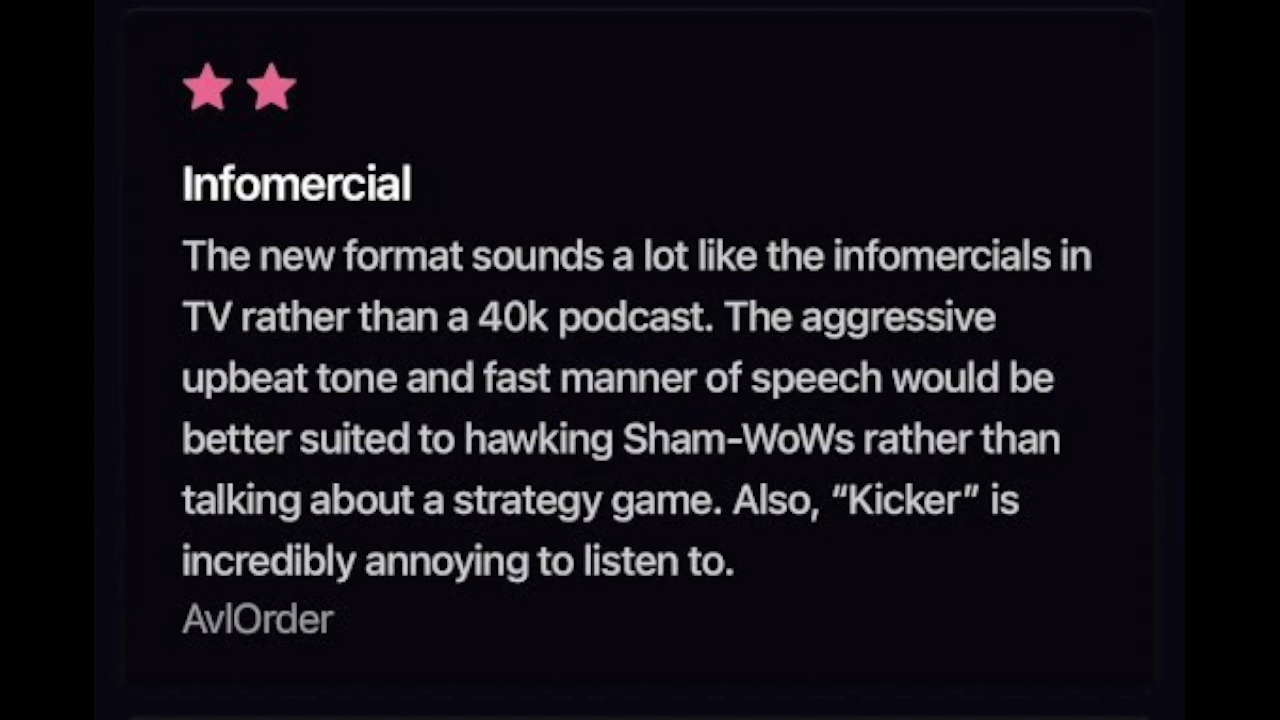 Infomercial
The new format sounds a lot like the infomercials in
TV rather than a 40k podcast. The aggressive
upbeat tone and fast manner of speech would be
better suited to hawking Sham-WoWs rather than
talking about a strategy game. Also, “Kicker” is
incredibly annoying to listen to.
AvlOrder